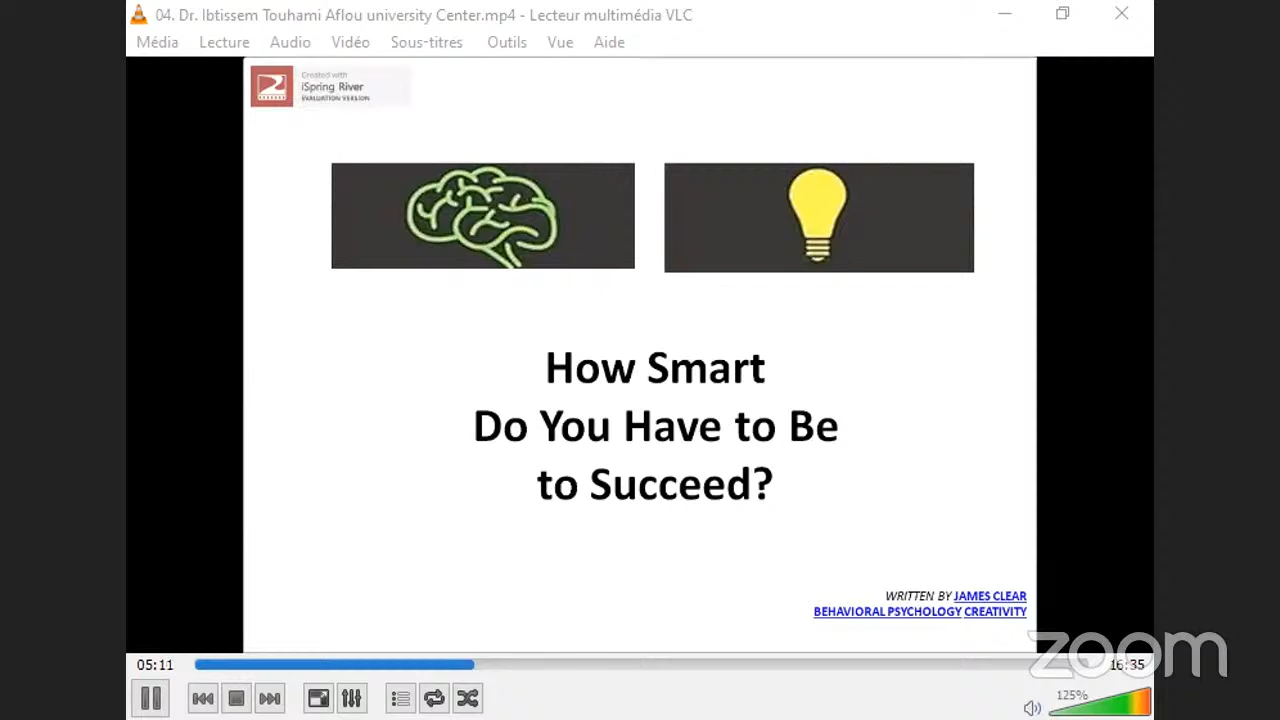 04. Dr. Ibtissem Touhami Aflou university Center.mp4 - Lecteur multimédia VLC
Média Lecture Audio Vidéo Sous-titres Outils Vue Aide
Created with
iSpring River
EVALUATION VERSION
How Smart
Do You Have to Be
to Succeed?
WRITTEN BY JAMES CLEAR
BEHAVIORAL PSYCHOLOGY CREATIVITY
05:11
16:35
zoom
125%